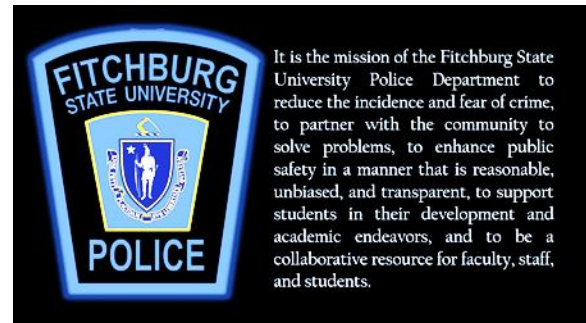 FITCHBURG
STATE UNIVERSITY
POLICE
It is the mission of the Fitchburg State
University Police Department to
reduce the incidence and fear of crime,
to partner with the community to
solve problems, to enhance public
safety in a manner that is reasonable,
unbiased, and transparent, to support
students in their development and
academic endeavors, and to be a
collaborative resource for faculty, staff,
and students.